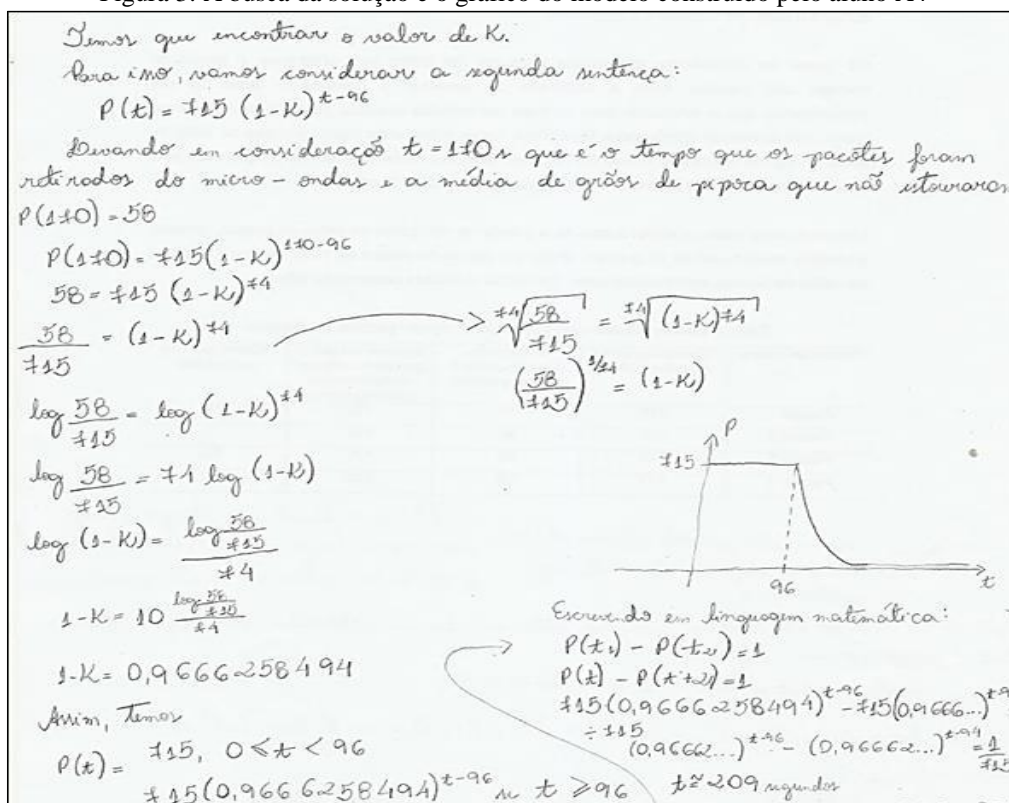 Figura 3: A busca da solução e o gráfico do modelo construído pelo aluno A1.
Temos que encontrar o valor de K.
Para isso, vamos considerar a segunda sentença:
P(t) = 715 (1-K)^{t-96}
Levando em consideração t = 170 s que é o tempo que os pacotes foram
retirados do micro-ondas e a média de grãos de pipoca que não estouraram
P(170) = 58
P(170) = 715(1-K)^{170-96}
58 = 715 (1-K)^{74}
58/715 = (1-K)^{74}
\sqrt[74]{58/715} = \sqrt[74]{(1-K)^{74}}
(58/715)^{1/74} = (1-K)
log 58/715 = log (1-K)^{74}
log 58/715 = 74 log (1-K)
log (1-K) = (log 58/715)/74
1-K = 10^{(log 58/715)/74}
1-K = 0,9666258494
Assim, temos
P(t) = 715, 0 ≤ t < 96
715(0,9666258494)^{t-96} se t ≥ 96
P
715
96
t
Escrevendo em linguagem matemática:
P(t₁) - P(t₂) = 1
P(t) - P(t+2) = 1
715(0,9666258494)^{t-96} - 715(0,9666...)^{t-9
÷ 715
(0,96662...)^{t-96} - (0,96662...)^{t-94} = 1/715
t ≅ 209 segundos